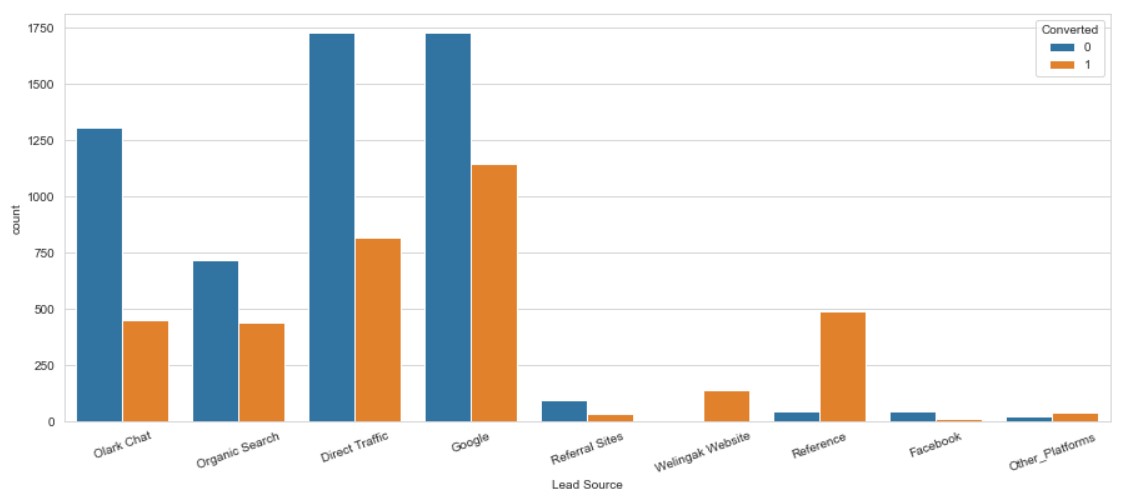 1750
1500
1250
1000
750
500
250
0
count
Converted
0
1
Olark Chat
Organic Search
Direct Traffic
Google
Referral Sites
Welingak Website
Reference
Facebook
Other_Platforms
Lead Source